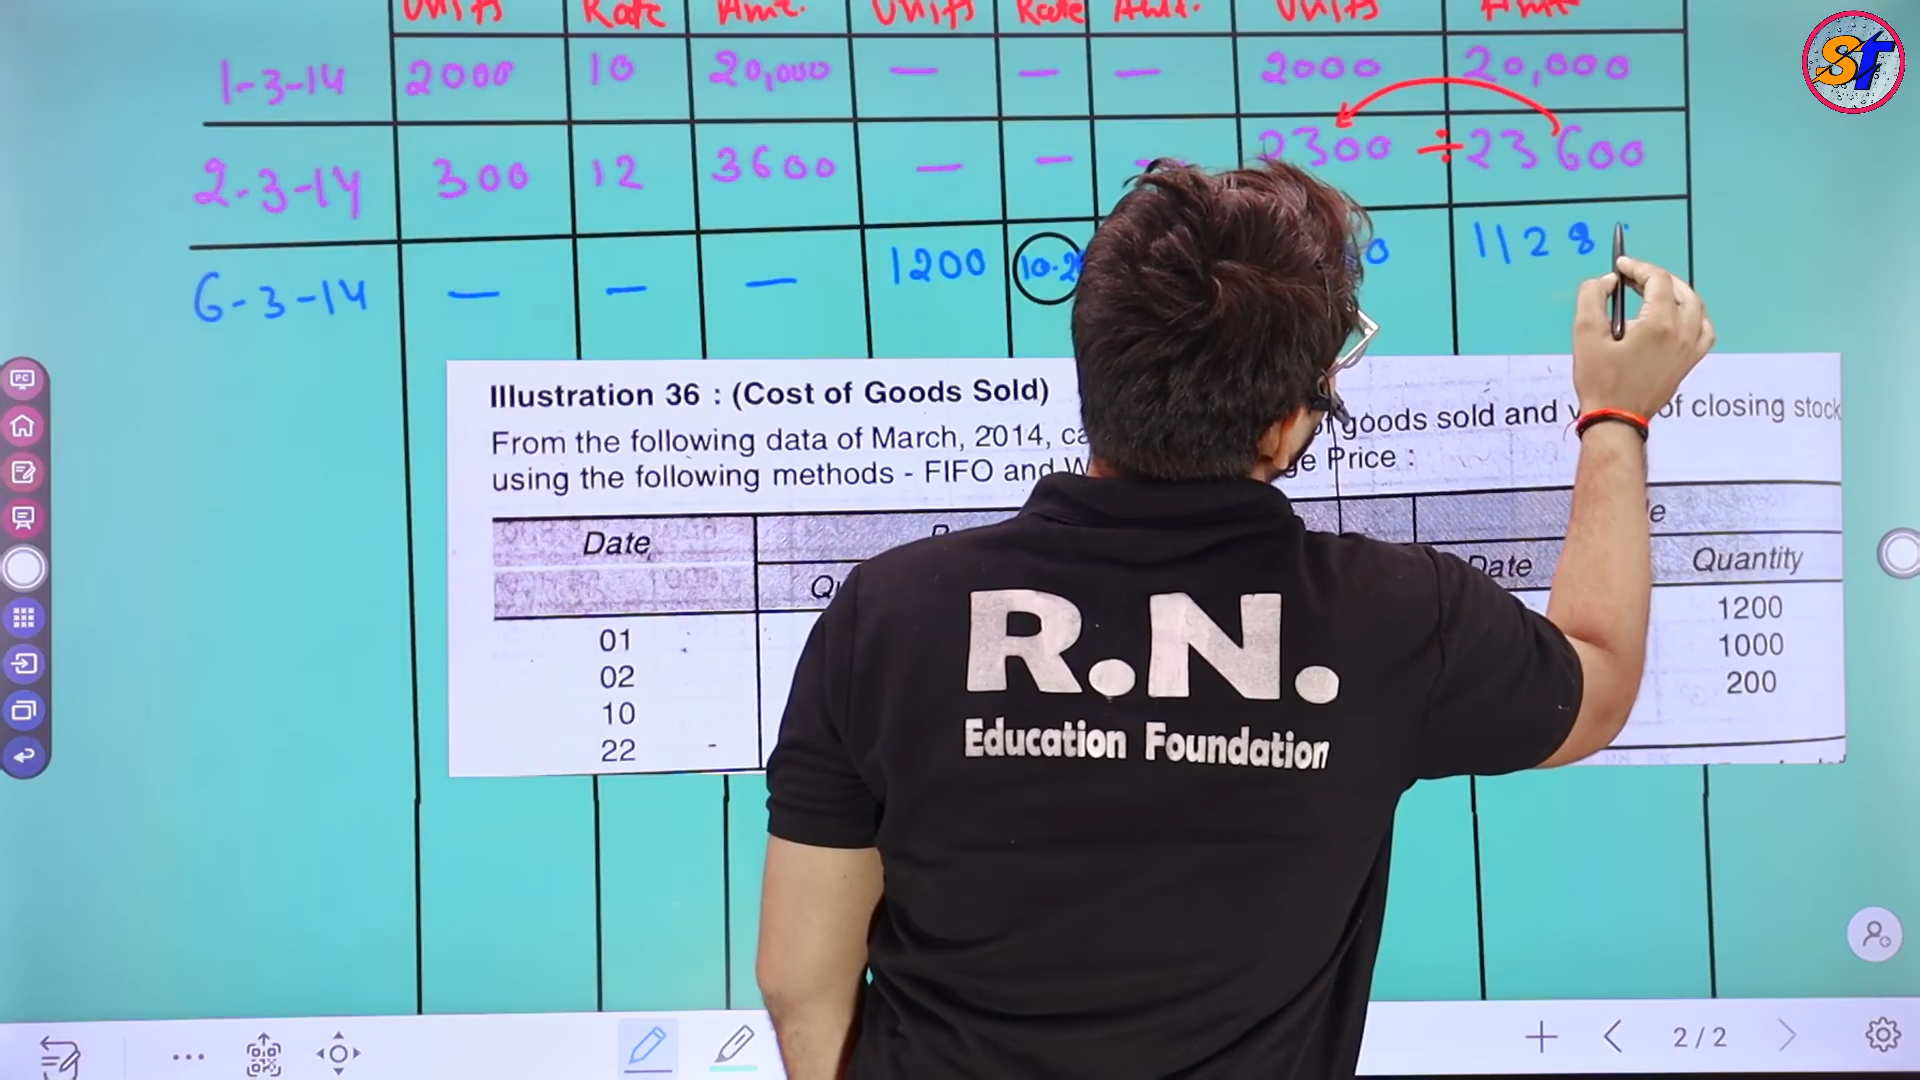 Units Rate Amt. Units Rate Amt. Units Amt
1-3-14 2000 10 20,000 — — — 2000 20,000
2-3-14 300 12 3600 — — — 2300 ÷ 23600
6-3-14 — — — 1200 1128
Illustration 36 : (Cost of Goods Sold)
From the following data of March, 2014, goods sold and of closing stock
using the following methods - FIFO and Price :
Date
Date Quantity
01 1200
02 1000
10 200
22
R.N.
Education Foundation
ST
PC
2/2